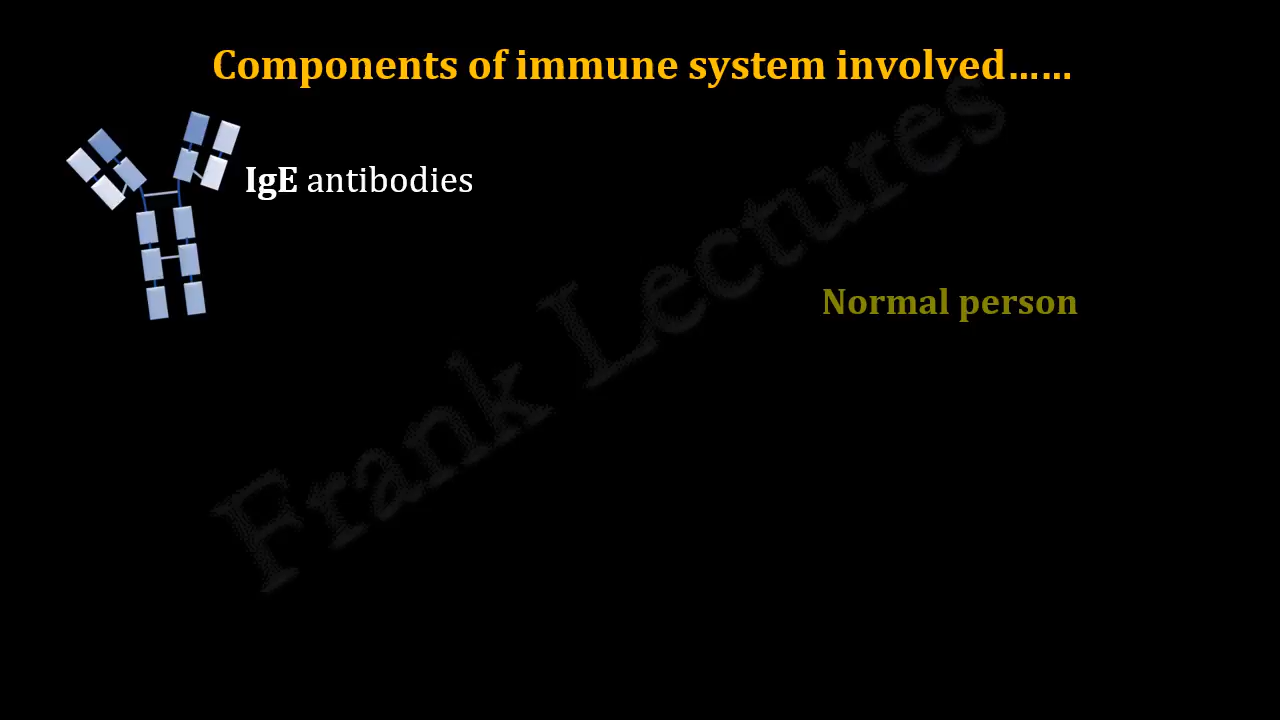 Components of immune system involved……
IgE antibodies
Normal person
Frank Lectures